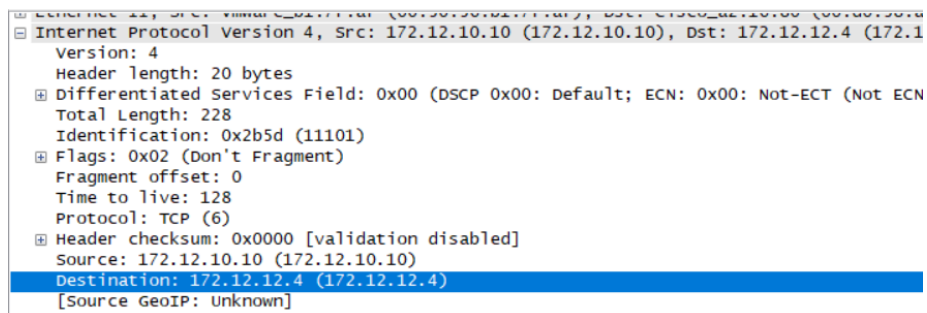 Internet Protocol Version 4, Src: 172.12.10.10 (172.12.10.10), Dst: 172.12.12.4 (172.1
Version: 4
Header length: 20 bytes
Differentiated Services Field: 0x00 (DSCP 0x00: Default; ECN: 0x00: Not-ECT (Not ECN
Total Length: 228
Identification: 0x2b5d (11101)
Flags: 0x02 (Don't Fragment)
Fragment offset: 0
Time to live: 128
Protocol: TCP (6)
Header checksum: 0x0000 [validation disabled]
Source: 172.12.10.10 (172.12.10.10)
Destination: 172.12.12.4 (172.12.12.4)
[Source GeoIP: Unknown]